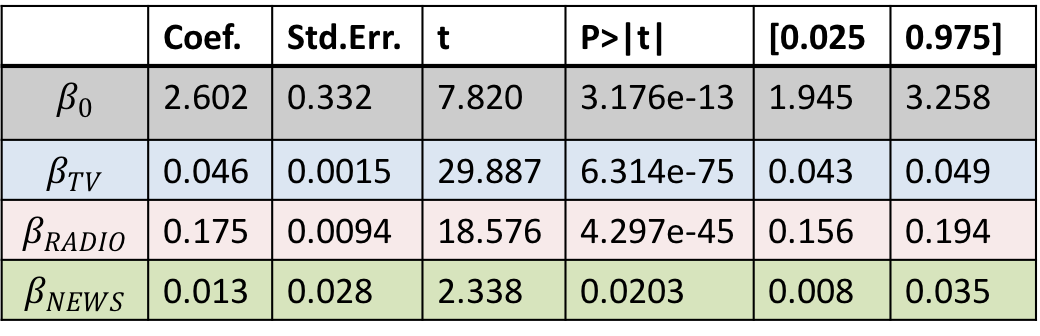 Coef. Std.Err. t P>|t| [0.025 0.975]
β₀ 2.602 0.332 7.820 3.176e-13 1.945 3.258
β_TV 0.046 0.0015 29.887 6.314e-75 0.043 0.049
β_RADIO 0.175 0.0094 18.576 4.297e-45 0.156 0.194
β_NEWS 0.013 0.028 2.338 0.0203 0.008 0.035